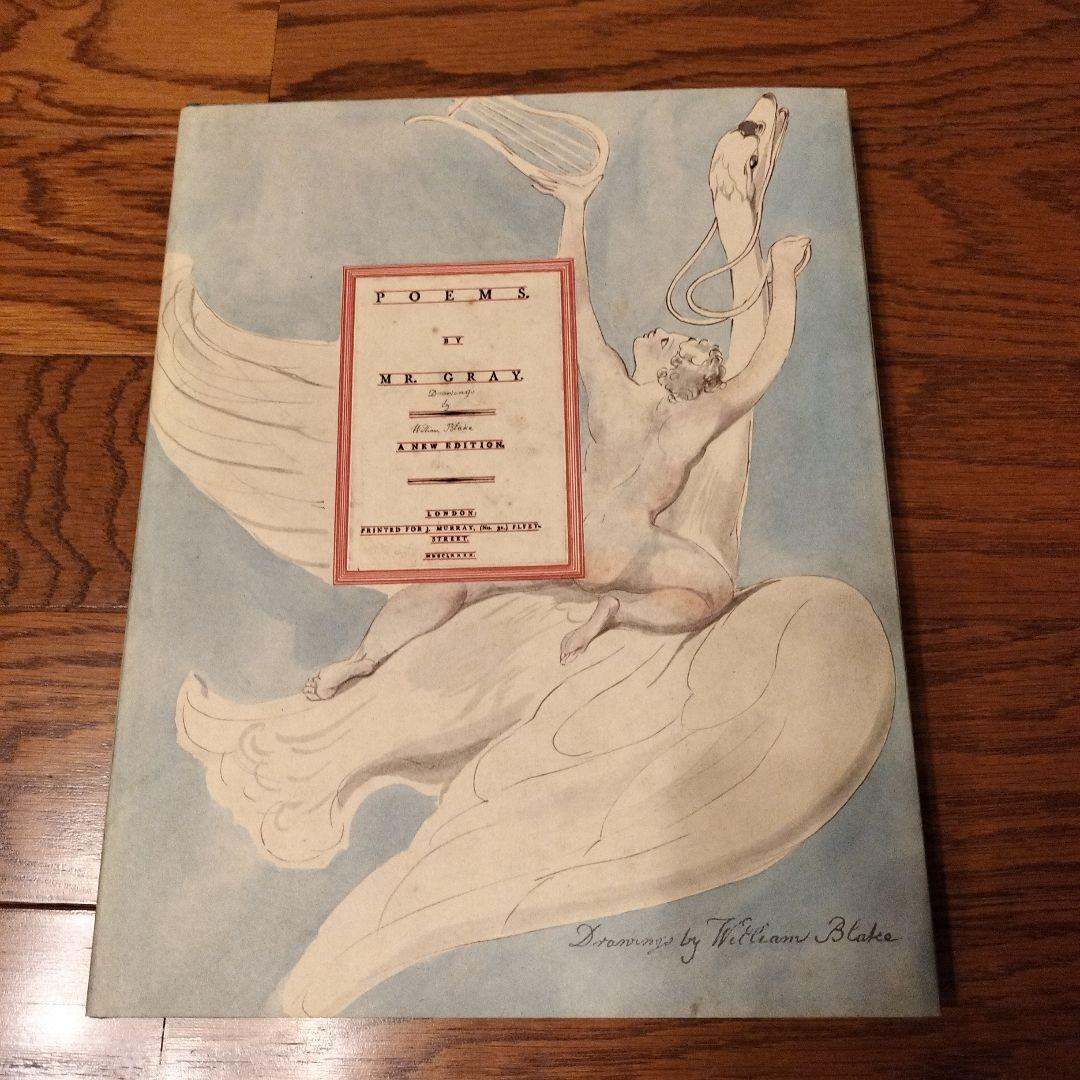 POEMS.
BY
MR. GRAY.
Drawings
by
William Blake
A NEW EDITION.
LONDON:
PRINTED FOR J. MURRAY, (No. 32.) FLEET-
STREET.
Drawings by William Blake